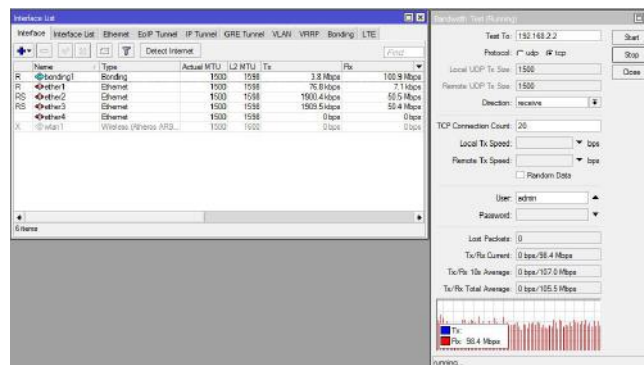 Interface List
Interface Interface List Ethernet EoIP Tunnel IP Tunnel GRE Tunnel VLAN VRRP Bonding LTE
Detect Internet
Find
Name Type Actual MTU L2 MTU Tx Rx
R bonding1 Bonding 1500 1598 3.8 Mbps 100.9 Mbps
R ether1 Ethernet 1500 1598 76.8 kbps 7.1 kbps
RS ether2 Ethernet 1500 1598 1900.4 kbps 50.5 Mbps
RS ether3 Ethernet 1500 1598 1909.5 kbps 50.4 Mbps
ether4 Ethernet 1500 1598 0 bps 0 bps
X wlan1 Wireless (Atheros AR9... 1500 1600 0 bps 0 bps
6 items
Bandwidth Test (Running)
Test To: 192.168.2.2
Start
Protocol: udp tcp
Stop
Local UDP Tx Size: 1500
Close
Remote UDP Tx Size: 1500
Direction: receive
TCP Connection Count: 20
Local Tx Speed: bps
Remote Tx Speed: bps
Random Data
User: admin
Password:
Lost Packets: 0
Tx/Rx Current: 0 bps/98.4 Mbps
Tx/Rx 10s Average: 0 bps/107.0 Mbps
Tx/Rx Total Average: 0 bps/105.5 Mbps
Tx:
Rx: 98.4 Mbps
running...